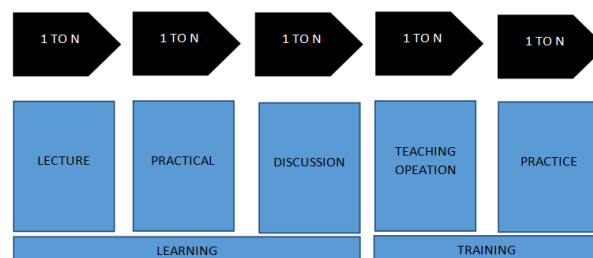 1 TO N
1 TO N
1 TO N
1 TO N
1 TO N
LECTURE
PRACTICAL
DISCUSSION
TEACHING
OPEATION
PRACTICE
LEARNING
TRAINING